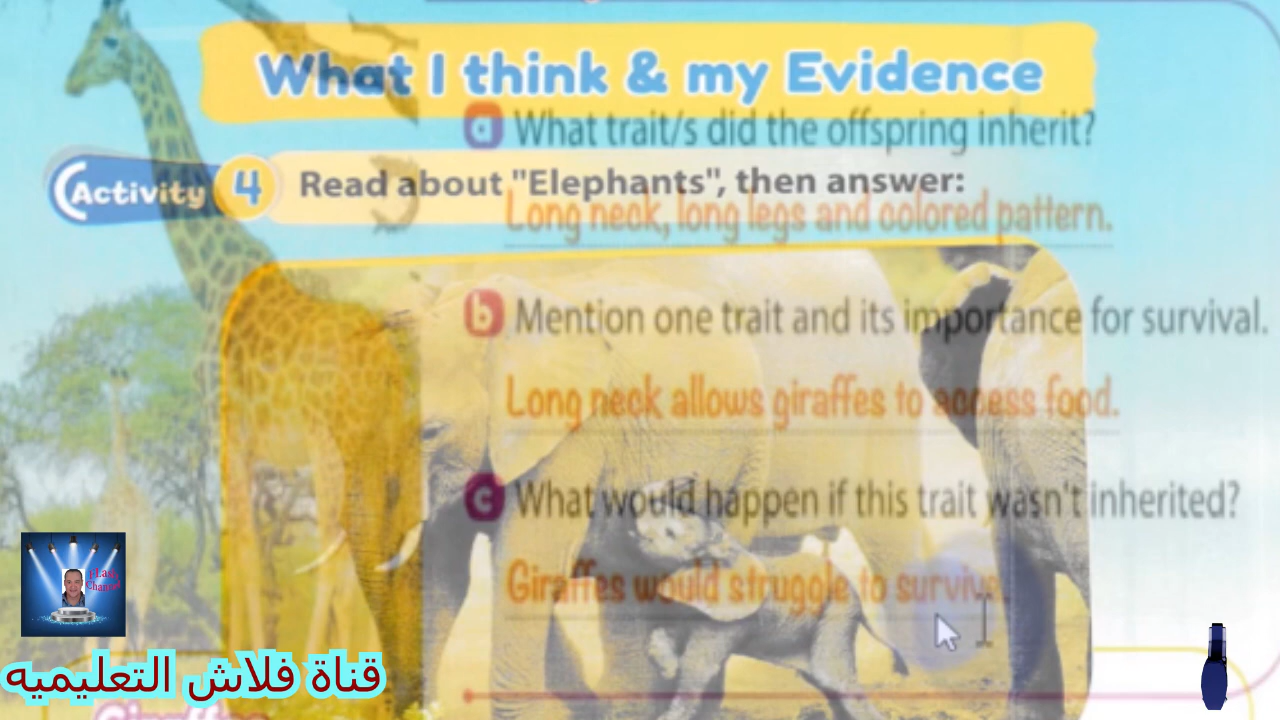 What I think & my Evidence
a What trait/s did the offspring inherit?
Activity 4 Read about "Elephants", then answer:
Long neck, long legs and colored pattern.
b Mention one trait and its importance for survival.
Long neck allows giraffes to access food.
c What would happen if this trait wasn't inherited?
Giraffes would struggle to survive.
قناة فلاش التعليميه
Giraffes